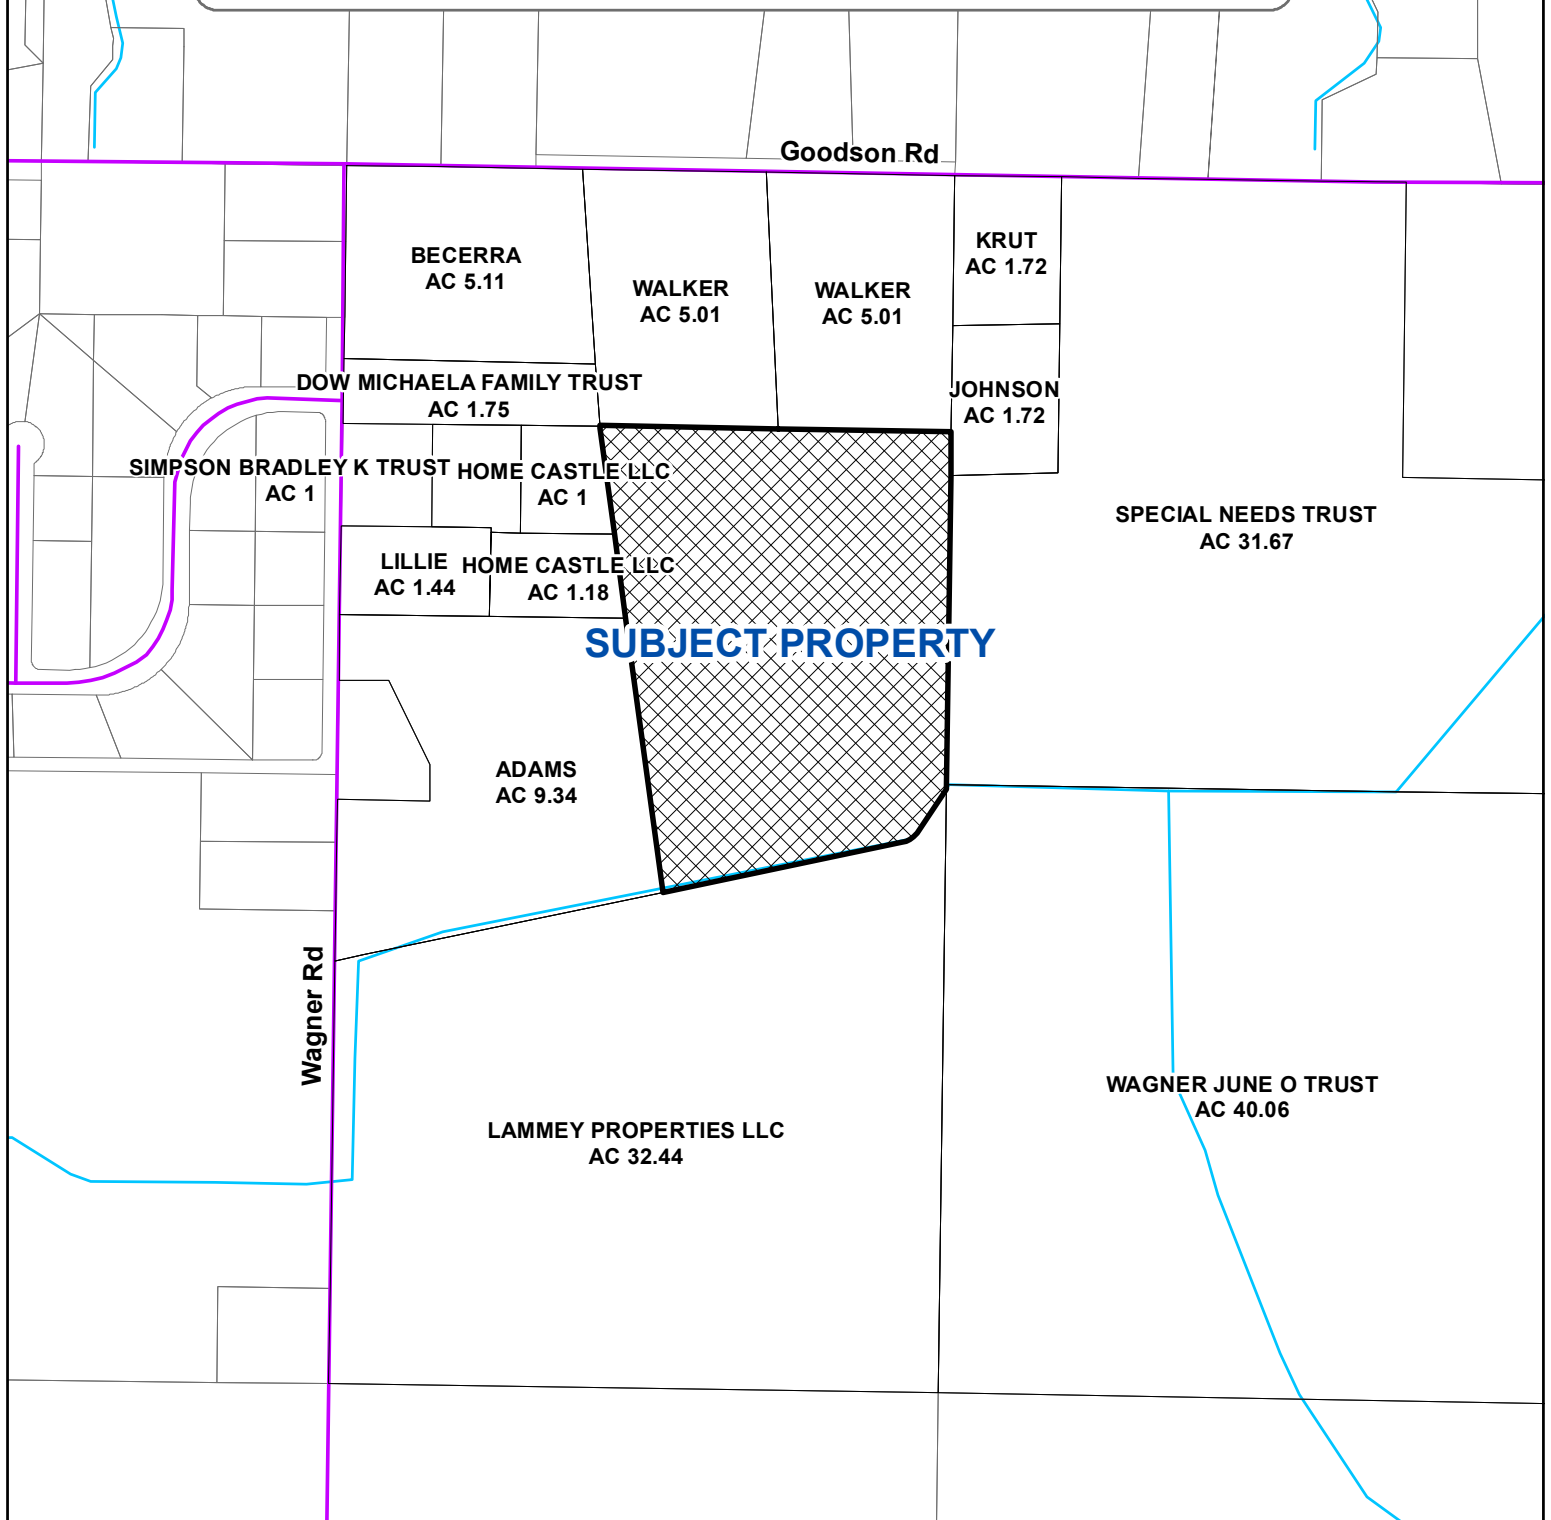 Goodson Rd
BECERRA
AC 5.11
WALKER
AC 5.01
WALKER
AC 5.01
KRUT
AC 1.72
DOW MICHAELA FAMILY TRUST
AC 1.75
JOHNSON
AC 1.72
SIMPSON BRADLEY K TRUST
AC 1
HOME CASTLE LLC
AC 1
SPECIAL NEEDS TRUST
AC 31.67
LILLIE
AC 1.44
HOME CASTLE LLC
AC 1.18
SUBJECT PROPERTY
ADAMS
AC 9.34
Wagner Rd
WAGNER JUNE O TRUST
AC 40.06
LAMMEY PROPERTIES LLC
AC 32.44